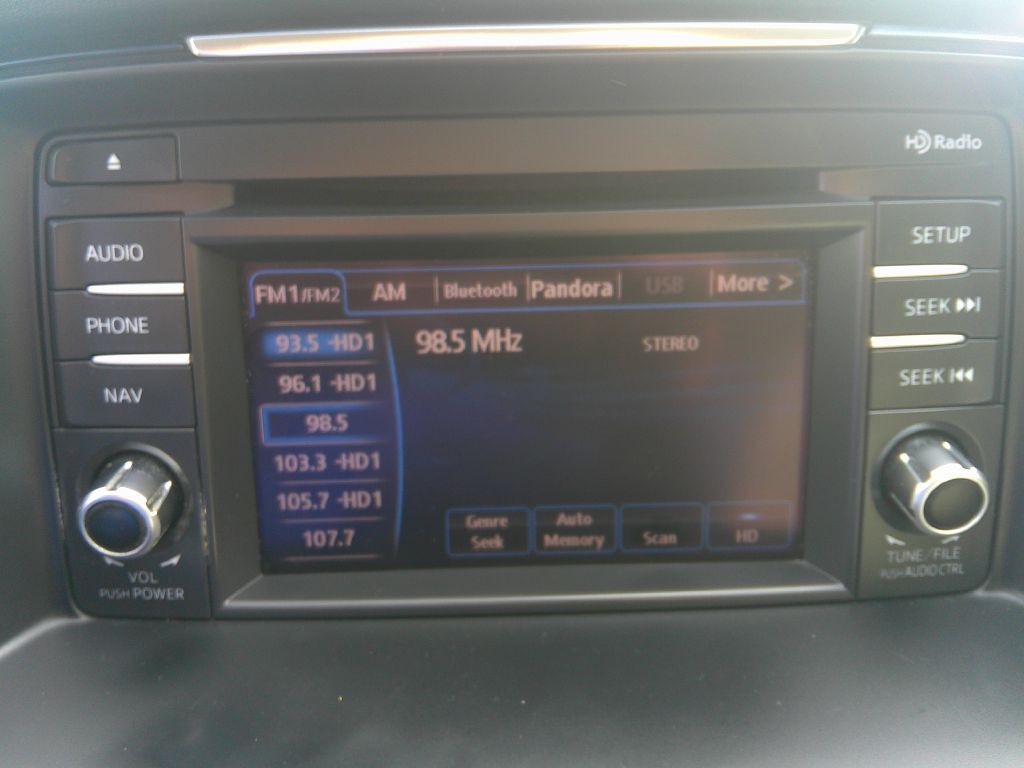 HD Radio
AUDIO
PHONE
NAV
VOL
PUSH POWER
FM1/FM2 AM Bluetooth Pandora USB More >
93.5 -HD1
96.1 -HD1
98.5
103.3 -HD1
105.7 -HD1
107.7
98.5 MHz STEREO
Genre Seek
Auto Memory
Scan
HD
SETUP
SEEK
SEEK
TUNE/FILE
PUSH AUDIO CTRL